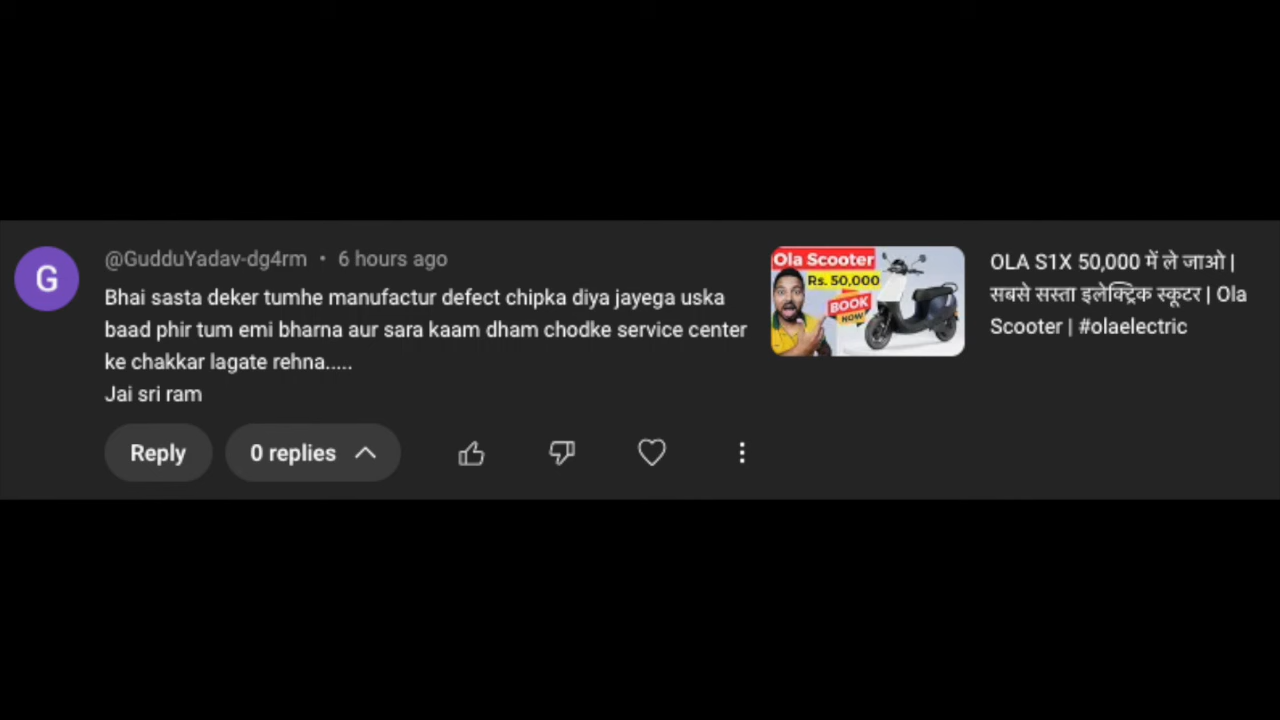 G
@GudduYadav-dg4rm • 6 hours ago
Bhai sasta deker tumhe manufactur defect chipka diya jayega uska
baad phir tum emi bharna aur sara kaam dham chodke service center
ke chakkar lagate rehna.....
Jai sri ram
Reply
0 replies
Ola Scooter
Rs. 50,000
BOOK
NOW
OLA S1X 50,000 में ले जाओ |
सबसे सस्ता इलेक्ट्रिक स्कूटर | Ola
Scooter | #olaelectric